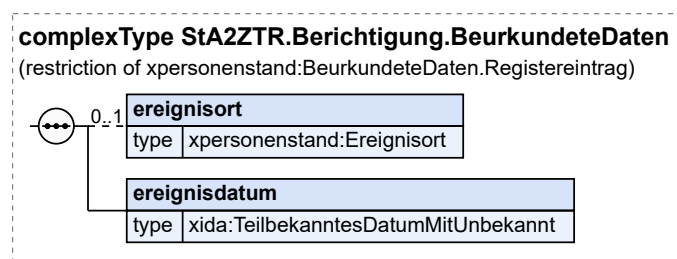 complexType StA2ZTR.Berichtigung.BeurkundeteDaten
(restriction of xpersonenstand:BeurkundeteDaten.Registereintrag)
0..1
ereignisort
type xpersonenstand:Ereignisort
ereignisdatum
type xida:TeilbekanntesDatumMitUnbekannt